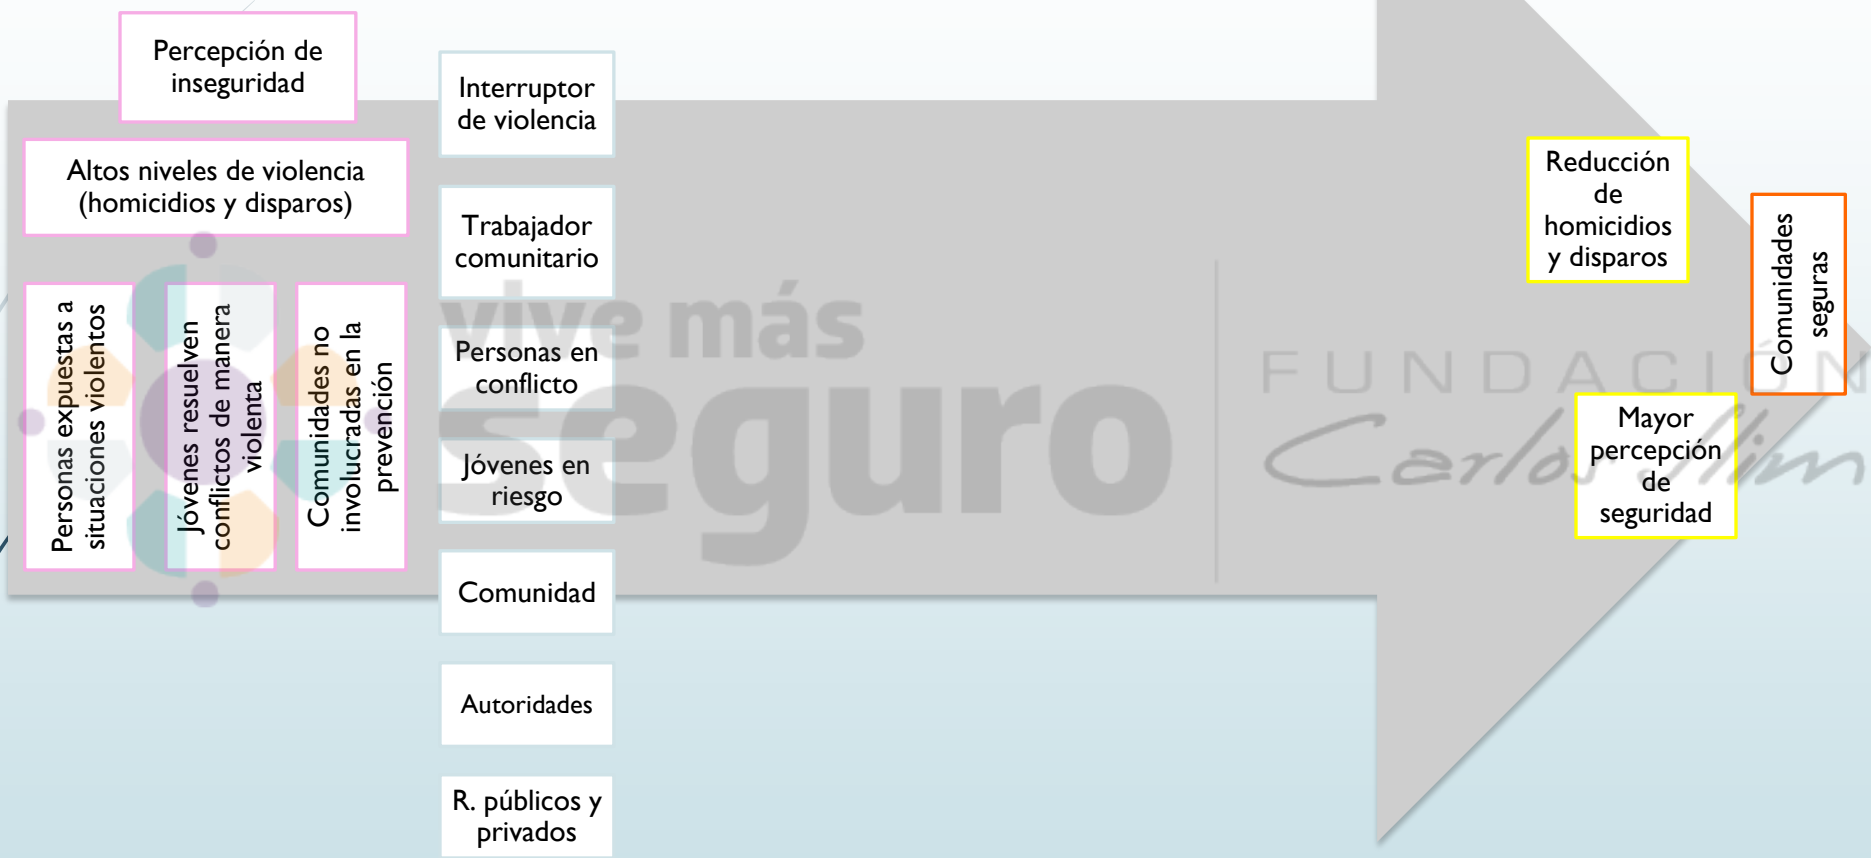 Percepción de
inseguridad
Altos niveles de violencia
(homicidios y disparos)
Personas expuestas a
situaciones violentos
Jóvenes resuelven
conflictos de manera
violenta
Comunidades no
involucradas en la
prevención
Interruptor
de violencia
Trabajador
comunitario
Personas en
conflicto
Jóvenes en
riesgo
Comunidad
Autoridades
R. públicos y
privados
vive más
seguro
FUNDACIÓN
Carlos Slim
Reducción
de
homicidios
y disparos
Mayor
percepción
de
seguridad
Comunidades
seguras